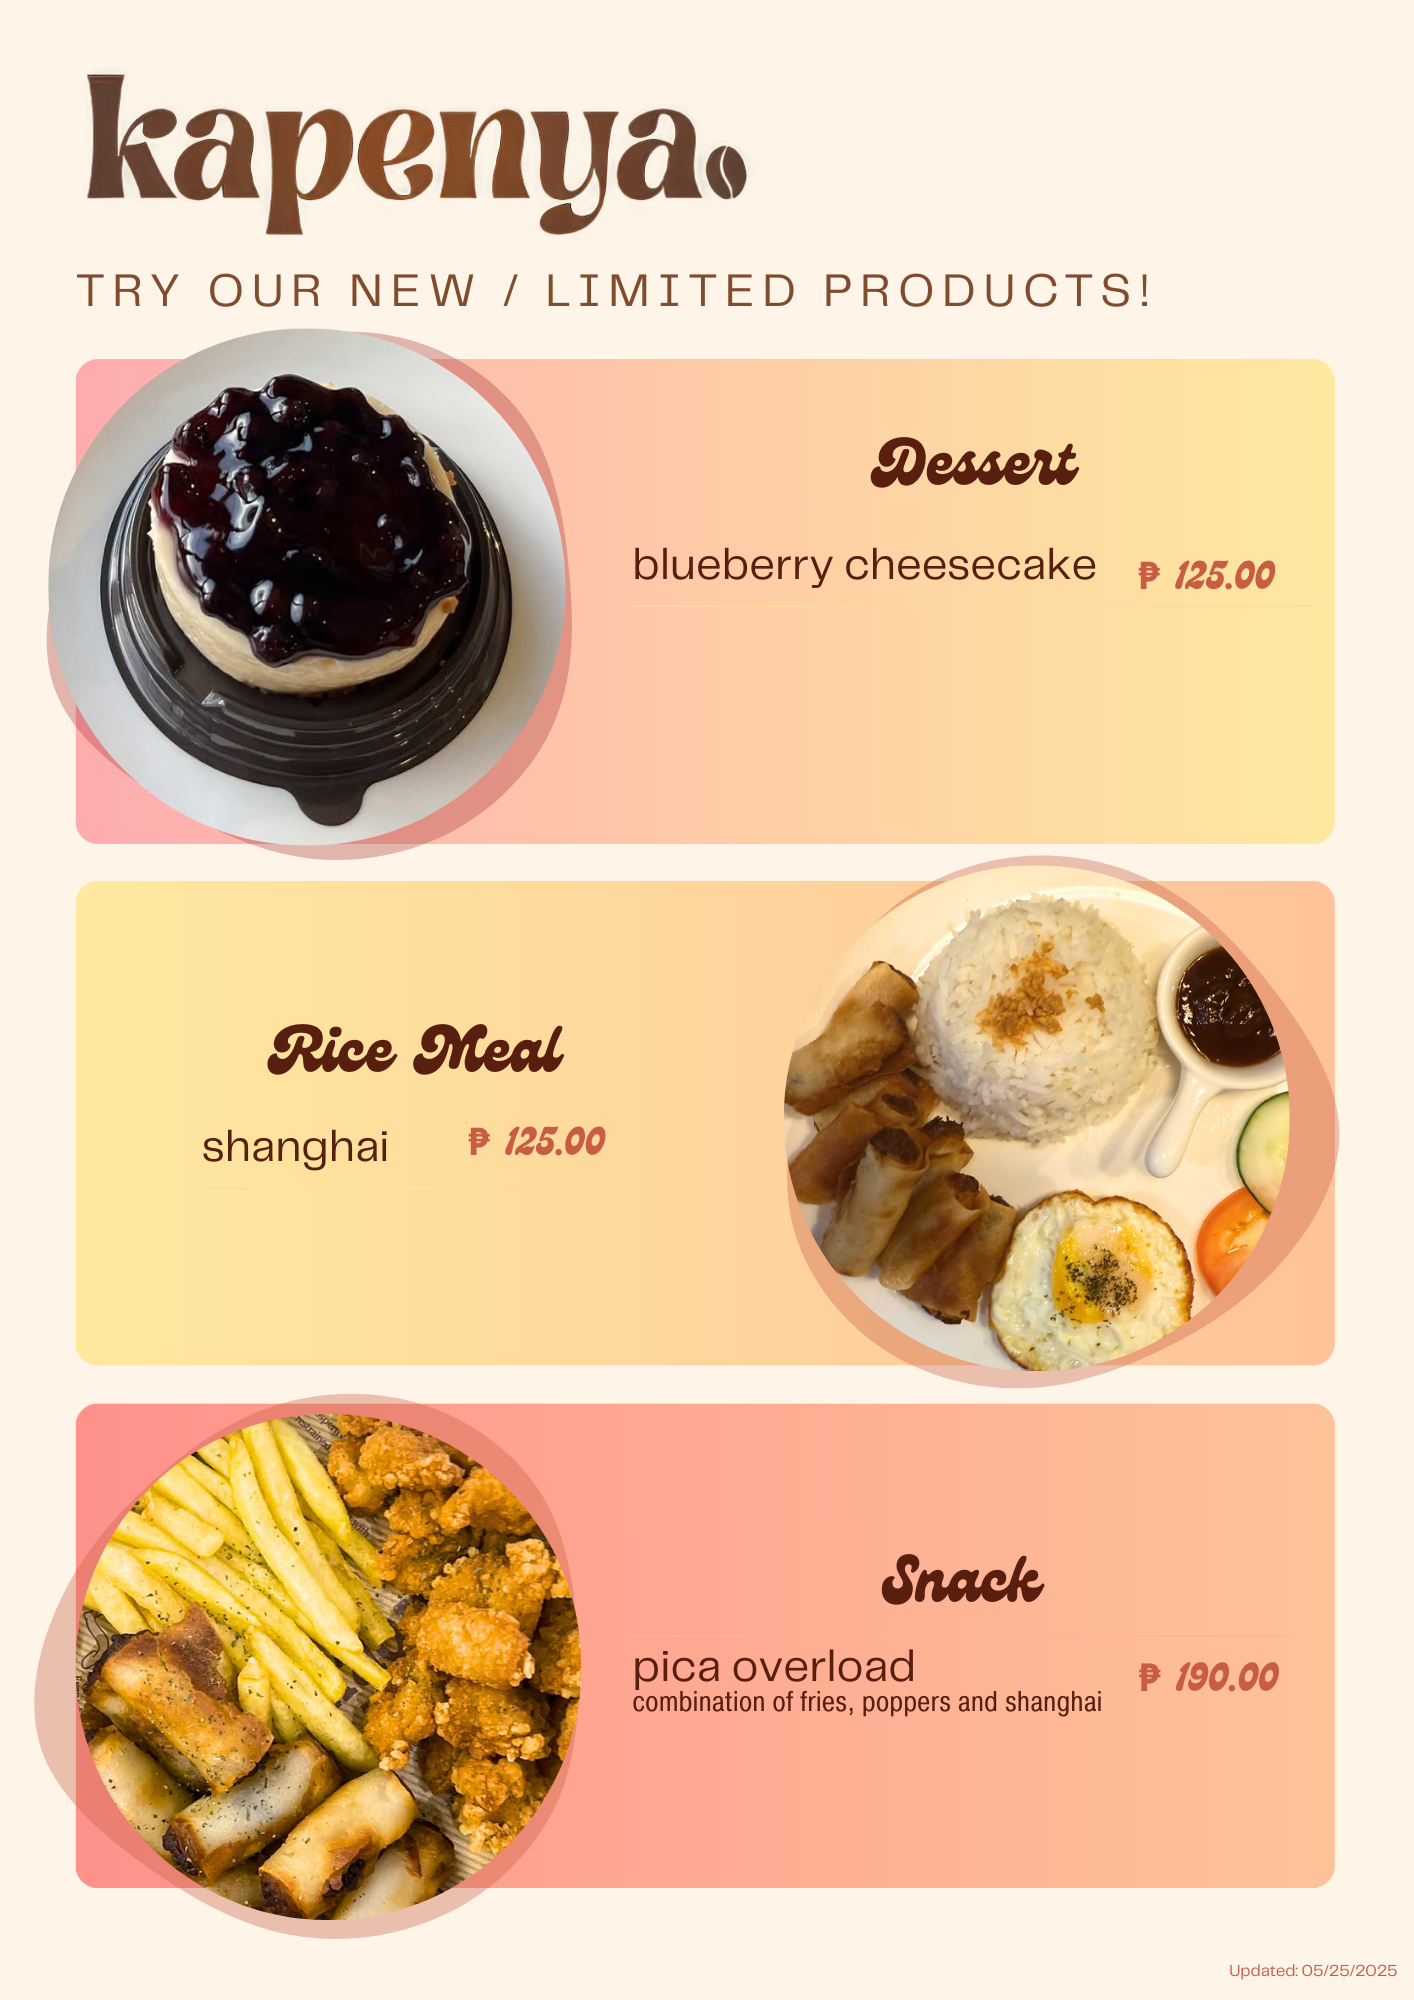 kapenya.
TRY OUR NEW / LIMITED PRODUCTS!
Dessert
blueberry cheesecake ₱ 125.00
Rice Meal
shanghai ₱ 125.00
restrained
Snack
pica overload ₱ 190.00
combination of fries, poppers and shanghai
Updated: 05/25/2025